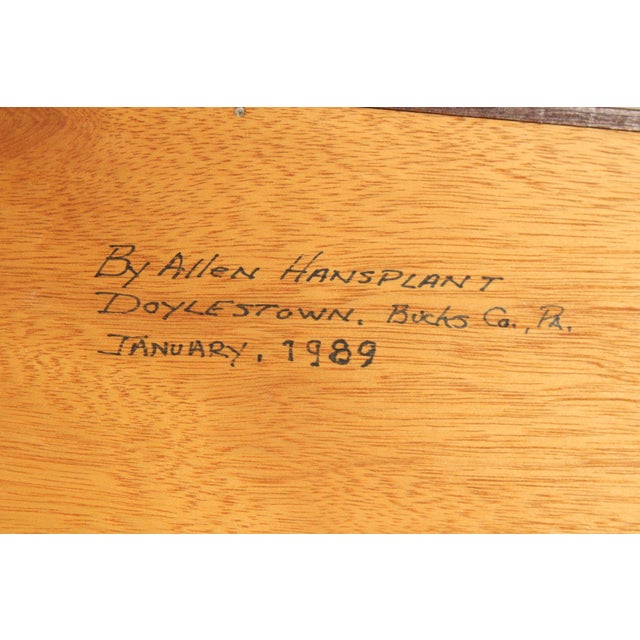 By Allen Hansplant
Doylestown. Bucks Co., Pa.
January, 1989